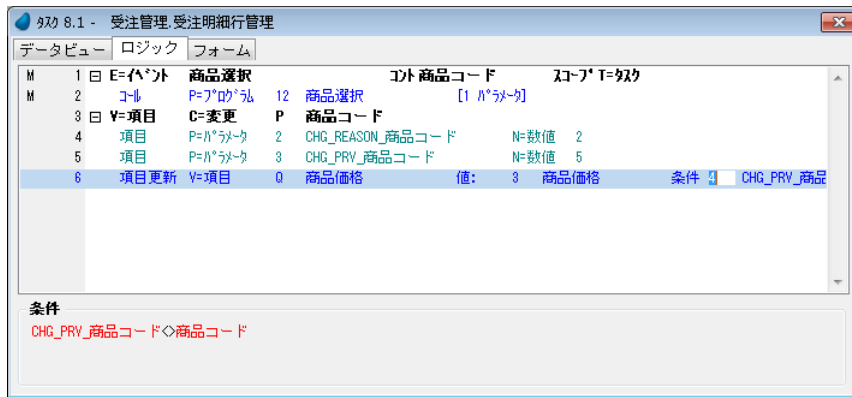 ﾀｽｸ 8.1 - 受注管理.受注明細行管理
データビュー ロジック フォーム
M 1 E=ｲﾍﾞﾝﾄ 商品選択 ｺﾝﾄ 商品コード ｽｺｰﾌﾟ T=ﾀｽｸ
M 2 ｺｰﾙ P=ﾌﾟﾛｸﾞﾗﾑ 12 商品選択 [1 ﾊﾟﾗﾒｰﾀ]
3 V=項目 C=変更 P 商品コード
4 項目 P=ﾊﾟﾗﾒｰﾀ 2 CHG_REASON_商品コード N=数値 2
5 項目 P=ﾊﾟﾗﾒｰﾀ 3 CHG_PRV_商品コード N=数値 5
6 項目更新 V=項目 Q 商品価格 値: 3 商品価格 条件 4 CHG_PRV_商品
条件
CHG_PRV_商品コード<>商品コード